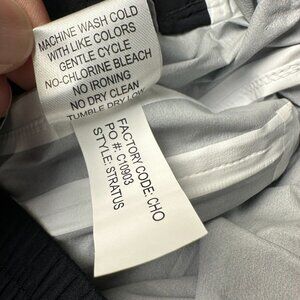 MACHINE WASH COLD
WITH LIKE COLORS
GENTLE CYCLE
NO-CHLORINE BLEACH
NO IRONING
NO DRY CLEAN
TUMBLE DRY LOW
FACTORY CODE: CHO
PO #: C10903
STYLE: STRATUS